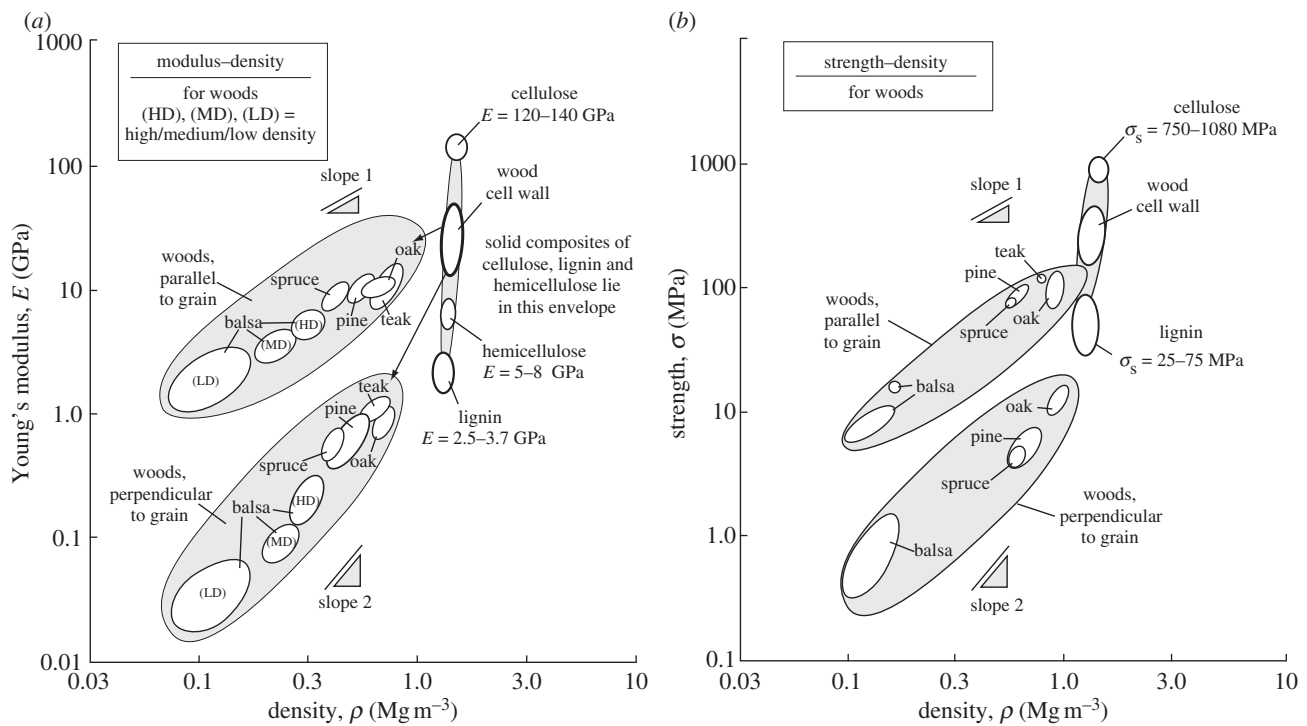 (a)
1000
100
10
1.0
0.1
0.01
Young's modulus, E (GPa)
modulus–density
for woods
(HD), (MD), (LD) =
high/medium/low density
cellulose
E = 120–140 GPa
slope 1
wood
cell wall
woods,
parallel
to grain
spruce
oak
balsa
(HD)
(MD)
(LD)
pine
teak
solid composites of
cellulose, lignin and
hemicellulose lie
in this envelope
hemicellulose
E = 5–8 GPa
lignin
E = 2.5–3.7 GPa
teak
pine
spruce
oak
woods,
perpendicular
to grain
balsa
(HD)
(MD)
(LD)
slope 2
0.03
0.1
0.3
1.0
3.0
10
density, ρ (Mg m⁻³)
(b)
1000
100
10
1.0
0.1
strength, σ (MPa)
strength–density
for woods
cellulose
σₛ = 750–1080 MPa
slope 1
wood
cell wall
teak
pine
woods,
parallel
to grain
spruce
oak
balsa
lignin
σₛ = 25–75 MPa
oak
pine
spruce
woods,
perpendicular
to grain
balsa
slope 2
0.03
0.1
0.3
1.0
3.0
10
density, ρ (Mg m⁻³)